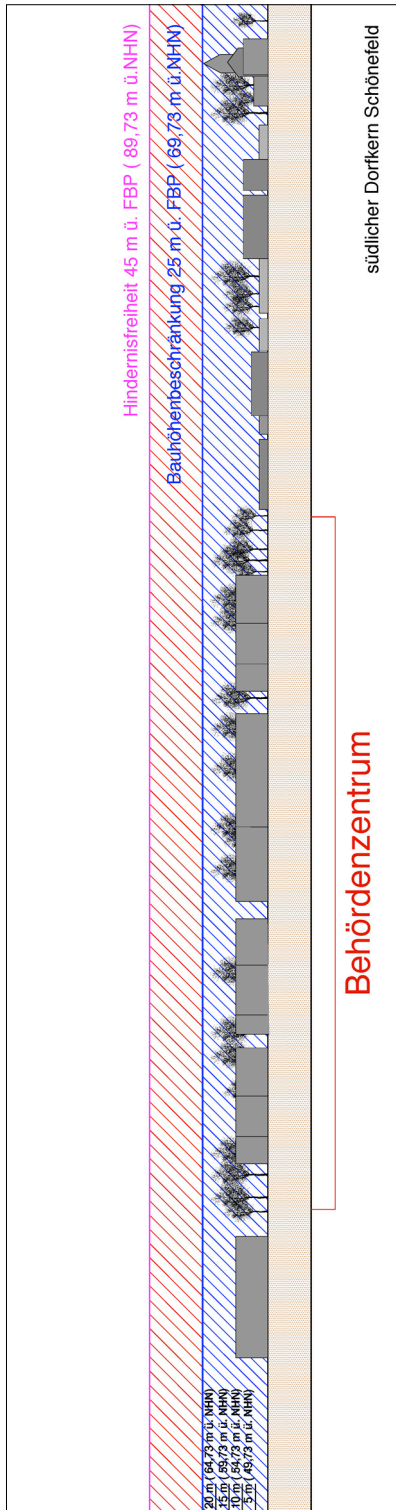 Hindernisfreiheit 45 m ü. FBP ( 89,73 m ü.NHN)
Bauhöhenbeschränkung 25 m ü. FBP ( 69,73 m ü.NHN)
20 m ( 64,73 m ü. NHN)
15 m ( 59,73 m ü. NHN)
10 m ( 54,73 m ü. NHN)
5 m ( 49,73 m ü. NHN)
Behördenzentrum
südlicher Dorfkern Schönefeld